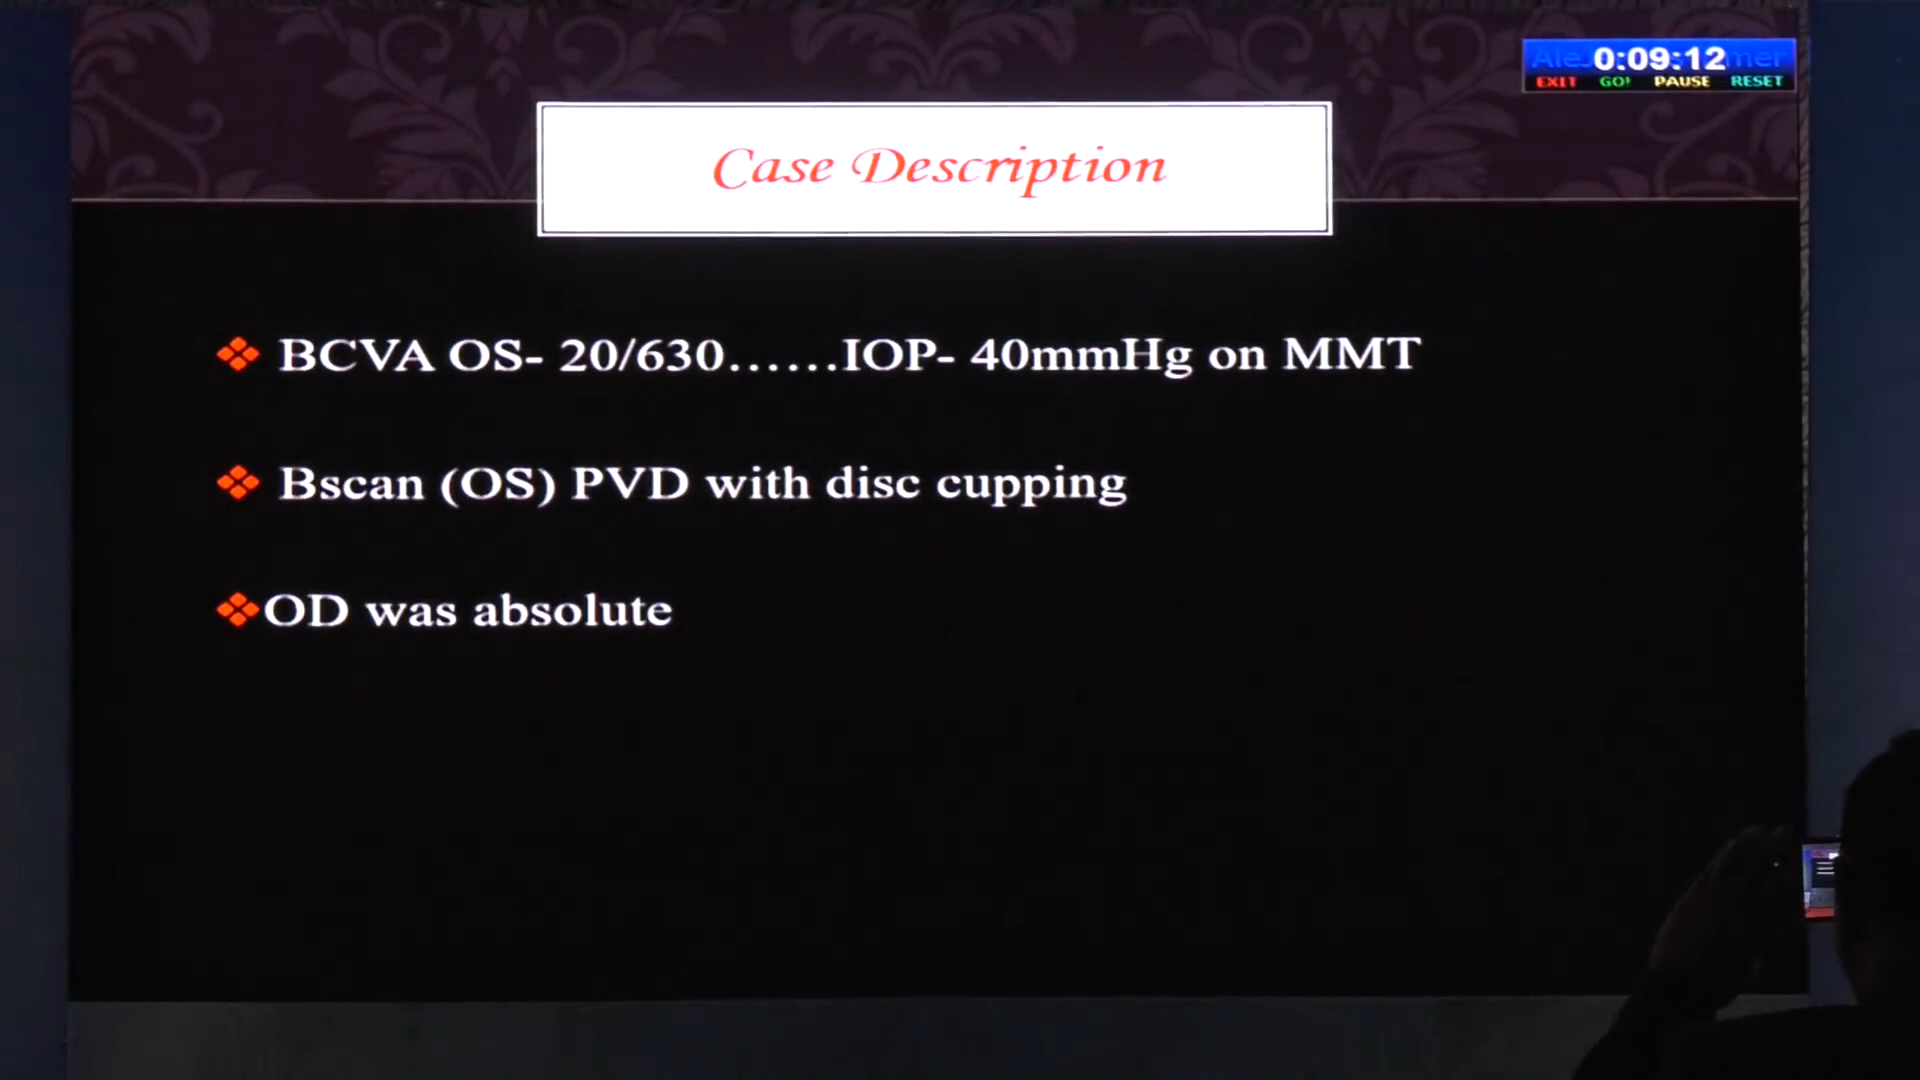 0:09:12
EXIT GO! PAUSE RESET
Case Description
BCVA OS- 20/630......IOP- 40mmHg on MMT
Bscan (OS) PVD with disc cupping
OD was absolute